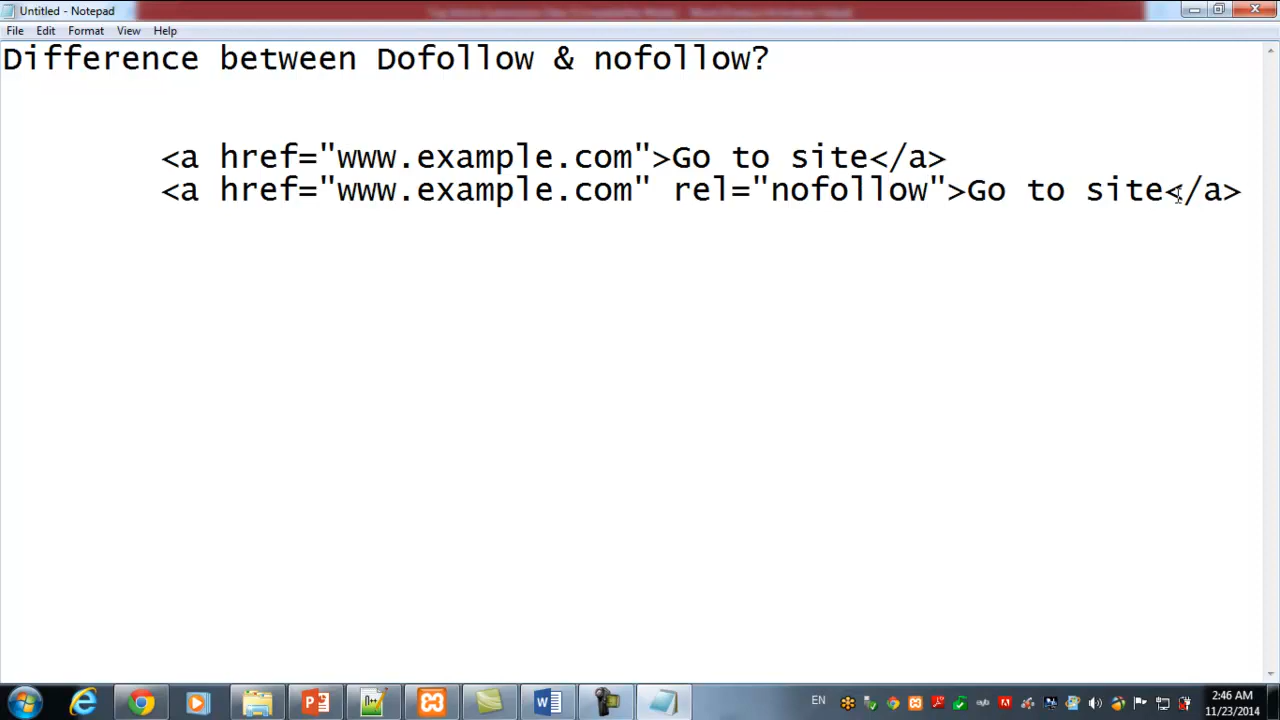 Untitled - Notepad
File Edit Format View Help
Difference between Dofollow & nofollow?
<a href="www.example.com">Go to site</a>
<a href="www.example.com" rel="nofollow">Go to site</a>
EN
2:46 AM
11/23/2014